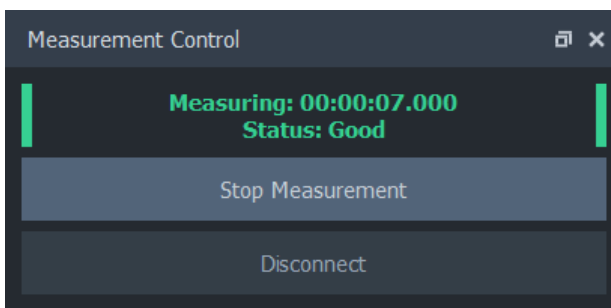 Measurement Control
Measuring: 00:00:07.000
Status: Good
Stop Measurement
Disconnect